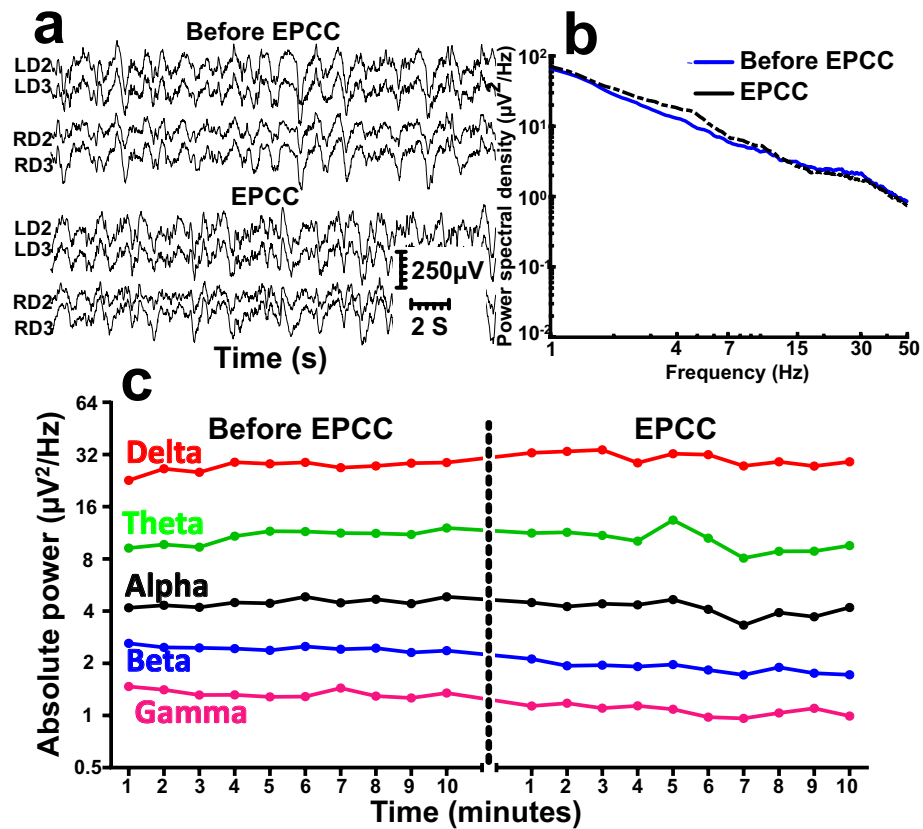 a
Before EPCC
LD2
LD3
RD2
RD3
EPCC
LD2
LD3
RD2
RD3
250µV
2 S
Time (s)
b
Before EPCC
EPCC
Power spectral density (µV²/Hz)
10²
10¹
10⁰
10⁻¹
10⁻²
1 4 7 15 30 50
Frequency (Hz)
c
Before EPCC
EPCC
Absolute power (µV²/Hz)
64
32
16
8
4
2
1
0.5
Delta
Theta
Alpha
Beta
Gamma
1 2 3 4 5 6 7 8 9 10 1 2 3 4 5 6 7 8 9 10
Time (minutes)